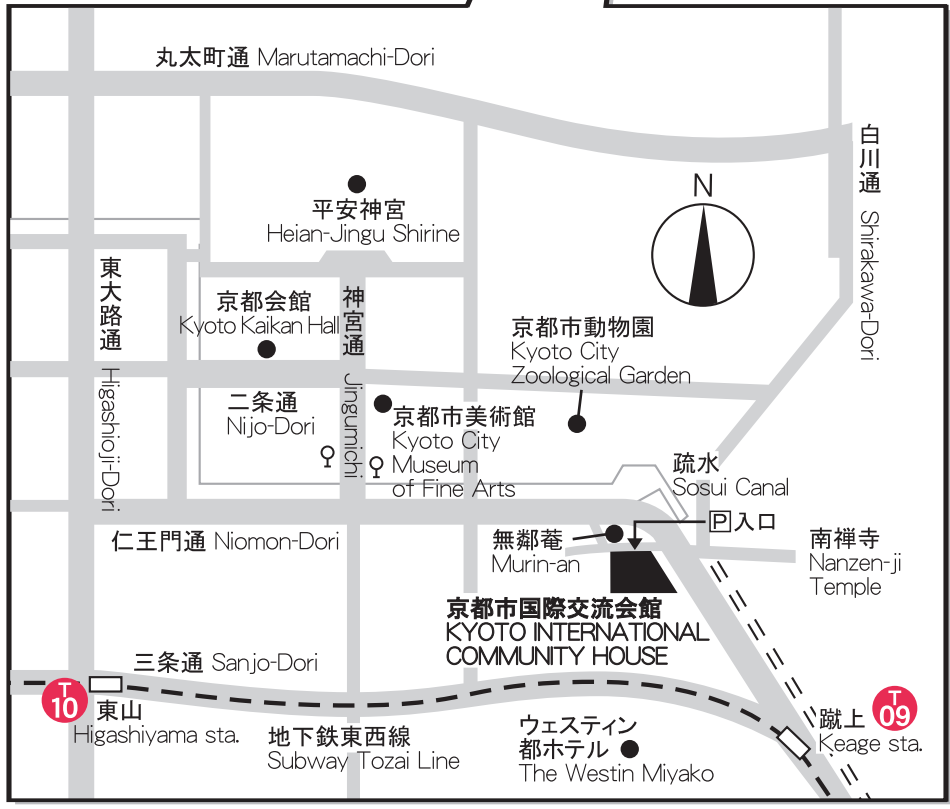 丸太町通 Marutamachi-Dori
白川通 Shirakawa-Dori
N
平安神宮
Heian-Jingu Shirine
東大路通 Higashioji-Dori
京都会館
Kyoto Kaikan Hall
神宮通 Jingumichi
京都市動物園
Kyoto City
Zoological Garden
二条通
Nijo-Dori
京都市美術館
Kyoto City
Museum
of Fine Arts
疏水
Sosui Canal
P入口
仁王門通 Niomon-Dori
無鄰菴
Murin-an
南禅寺
Nanzen-ji
Temple
京都市国際交流会館
KYOTO INTERNATIONAL
COMMUNITY HOUSE
三条通 Sanjo-Dori
T
10
東山
Higashiyama sta.
地下鉄東西線
Subway Tozai Line
ウェスティン
都ホテル
The Westin Miyako
蹴上
Keage sta.
T
09